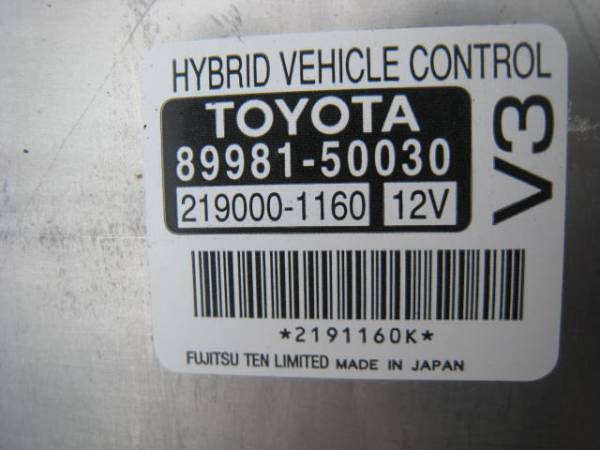 HYBRID VEHICLE CONTROL
TOYOTA
89981-50030
219000-1160 12V
V3
*2191160K*
FUJITSU TEN LIMITED MADE IN JAPAN